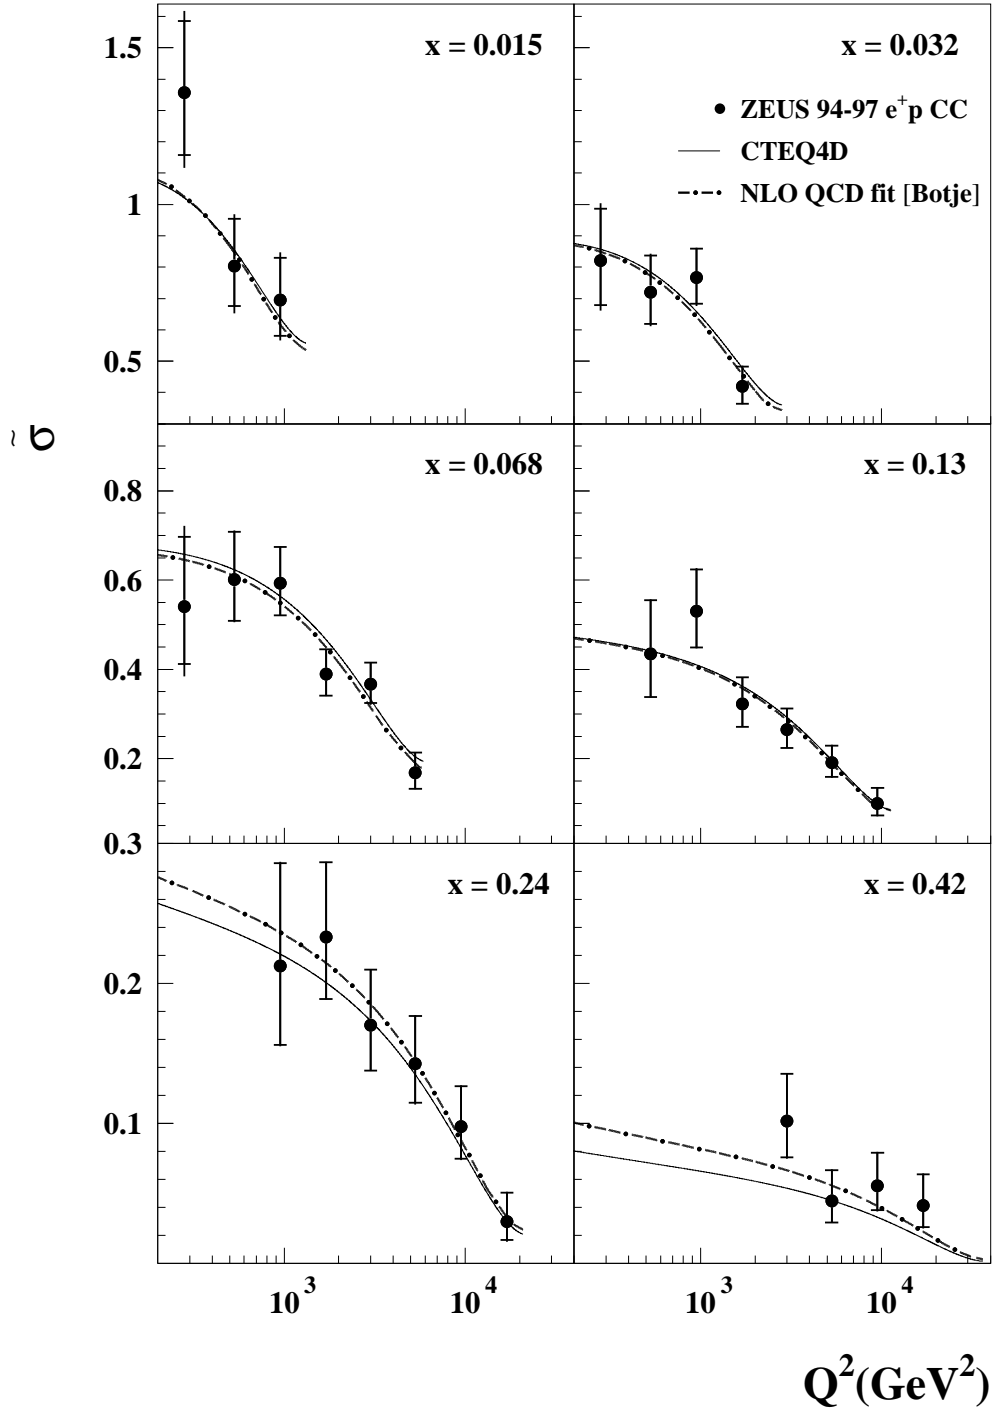 x = 0.015
x = 0.032
1.5
1
0.5
ZEUS 94-97 e⁺p CC
CTEQ4D
NLO QCD fit [Botje]
σ̃
x = 0.068
x = 0.13
0.8
0.6
0.4
0.2
x = 0.24
x = 0.42
0.3
0.2
0.1
10³ 10⁴ 10³ 10⁴
Q²(GeV²)